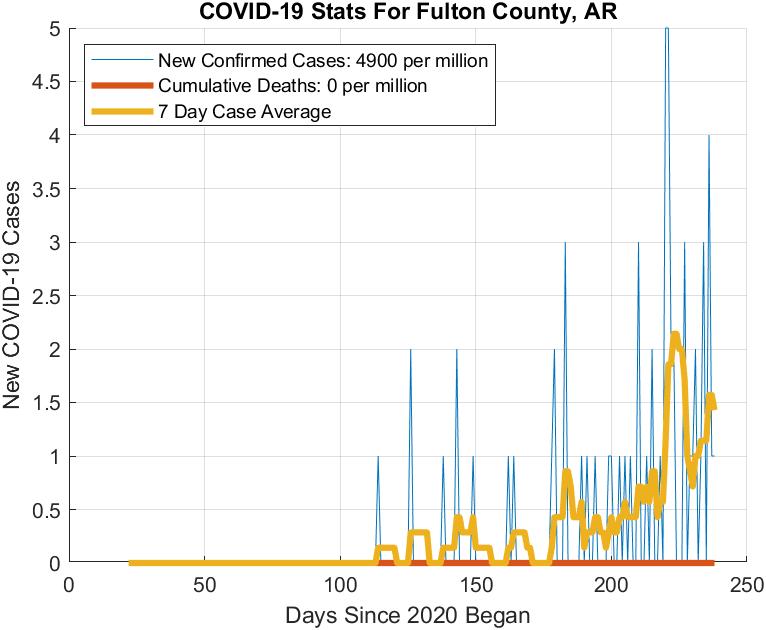 COVID-19 Stats For Fulton County, AR
New Confirmed Cases: 4900 per million
Cumulative Deaths: 0 per million
7 Day Case Average
New COVID-19 Cases
5
4.5
4
3.5
3
2.5
2
1.5
1
0.5
0
0 50 100 150 200 250
Days Since 2020 Began